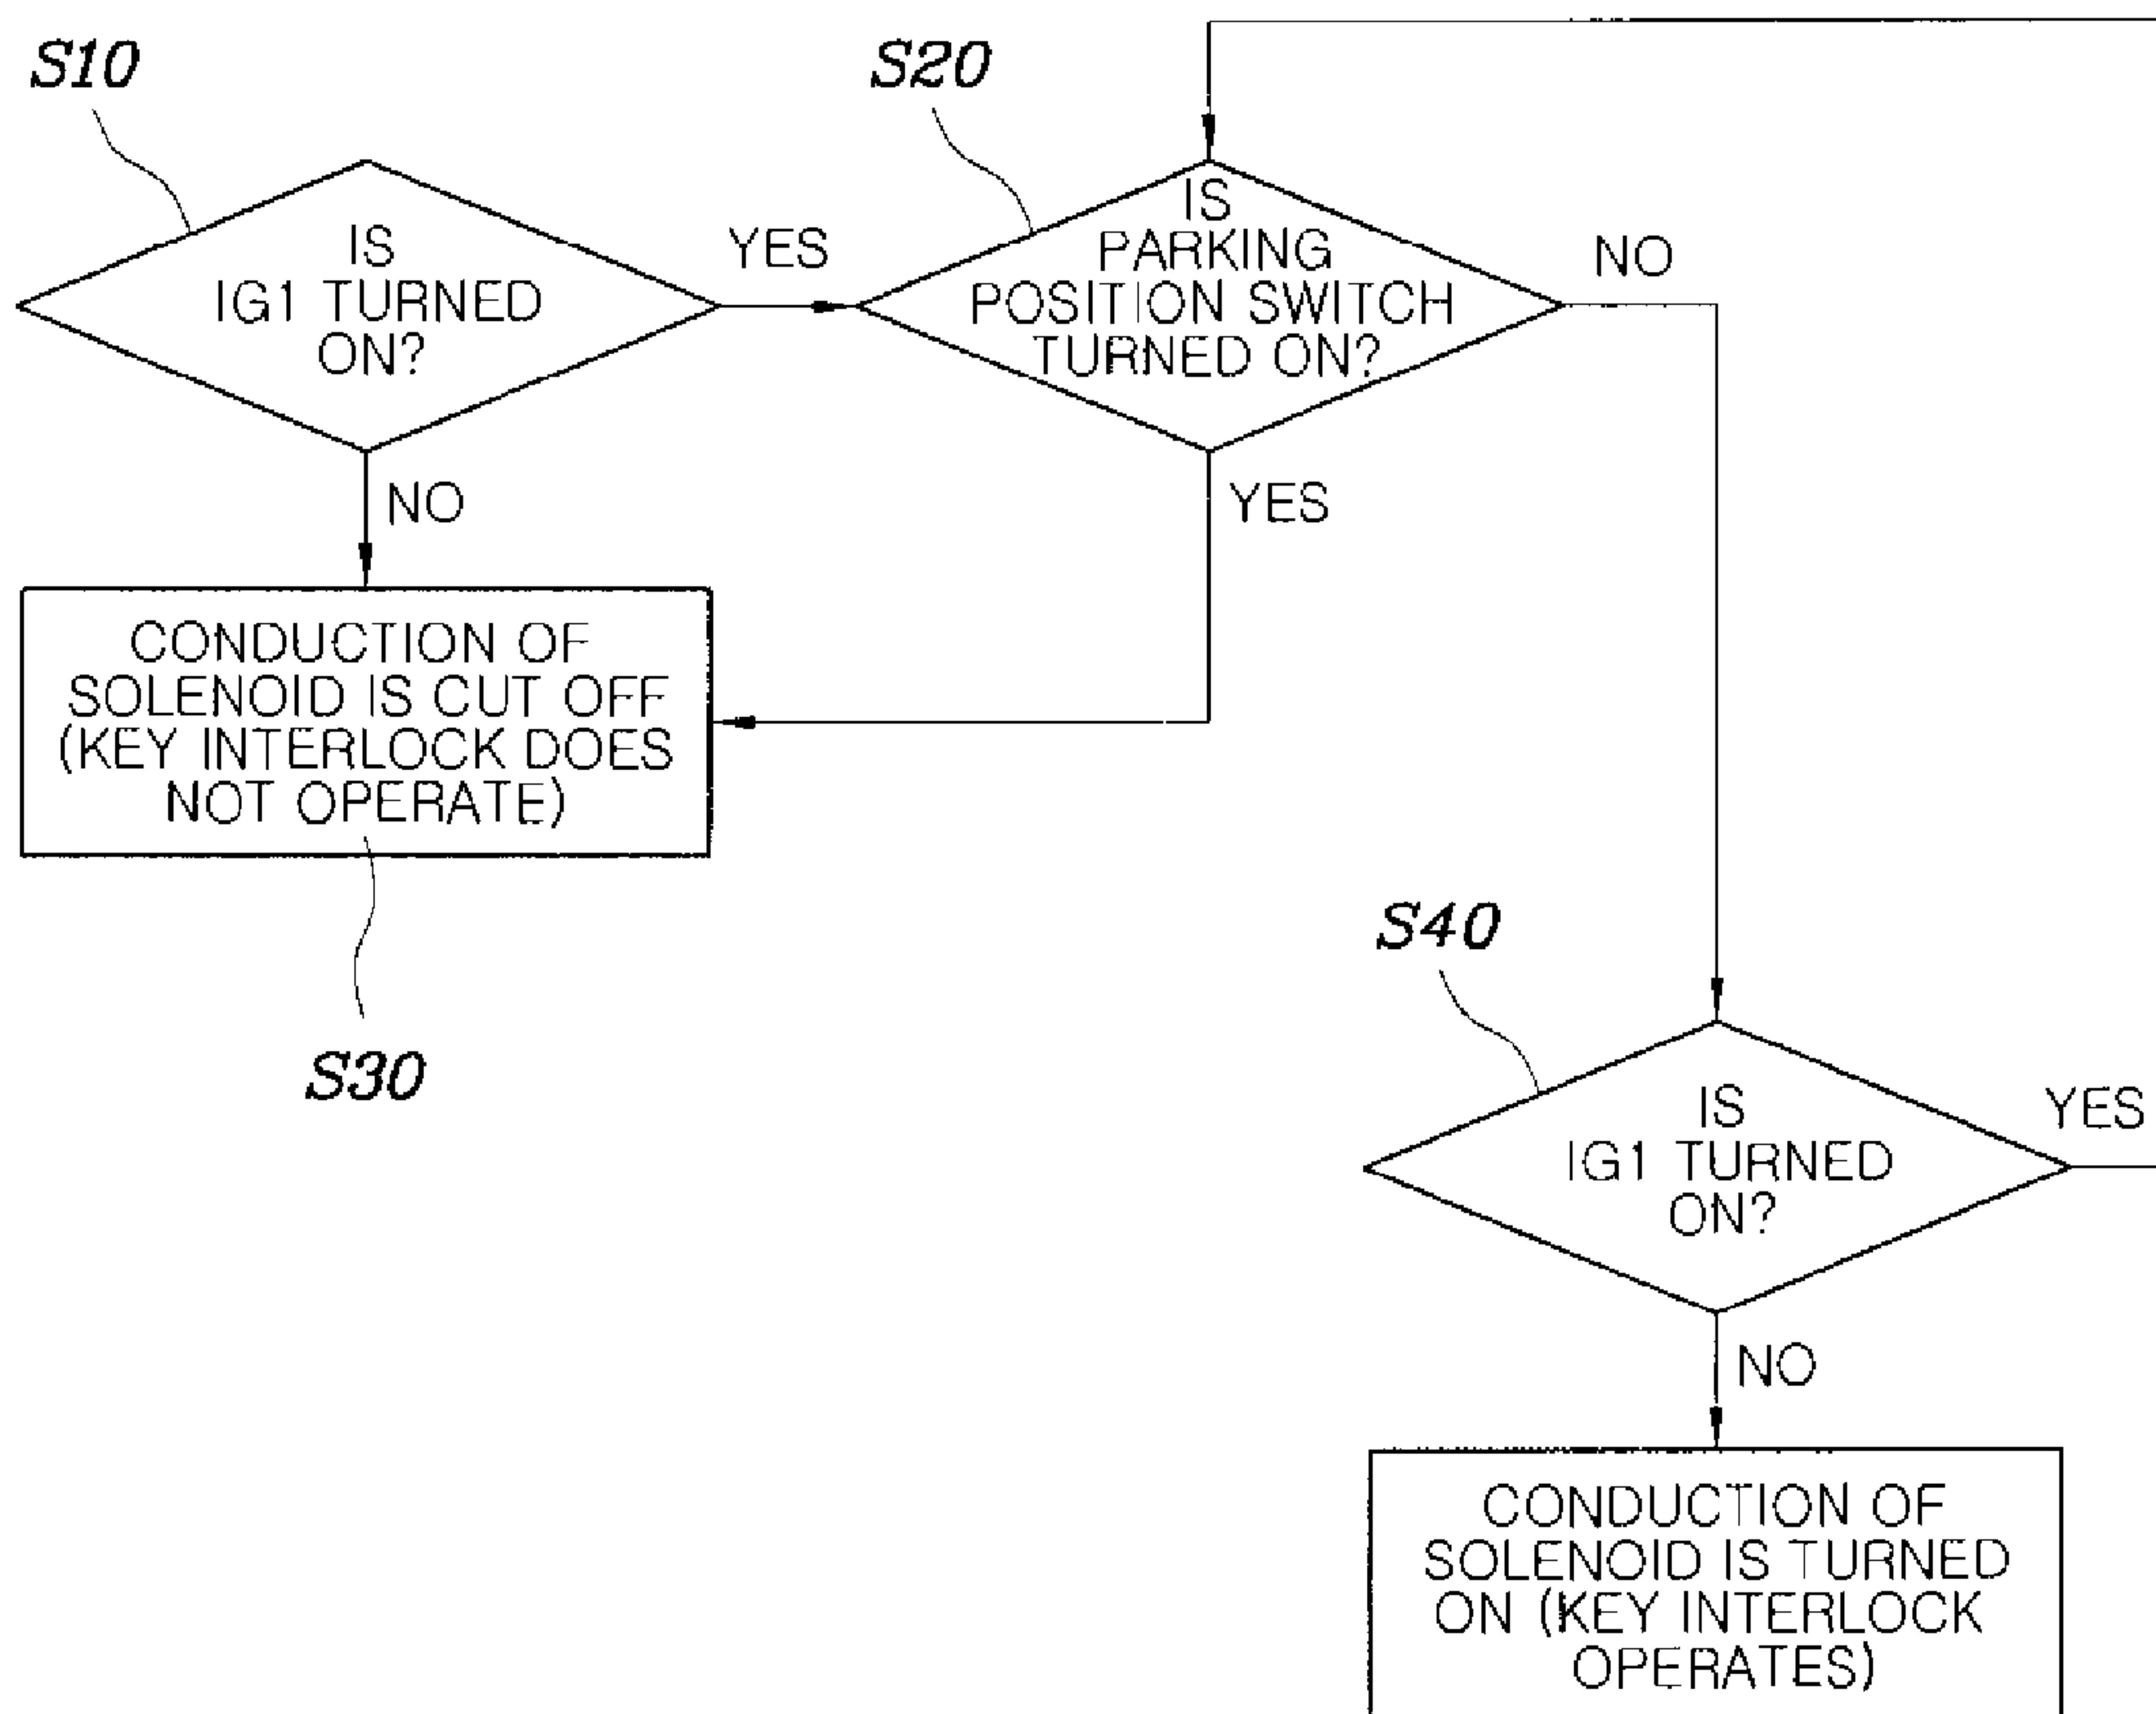 S10
S20
IS
IG1 TURNED
ON?
YES
IS
PARKING
POSITION SWITCH
TURNED ON?
NO
NO
YES
CONDUCTION OF
SOLENOID IS CUT OFF
(KEY INTERLOCK DOES
NOT OPERATE)
S30
S40
IS
IG1 TURNED
ON?
YES
NO
CONDUCTION OF
SOLENOID IS TURNED
ON (KEY INTERLOCK
OPERATES)